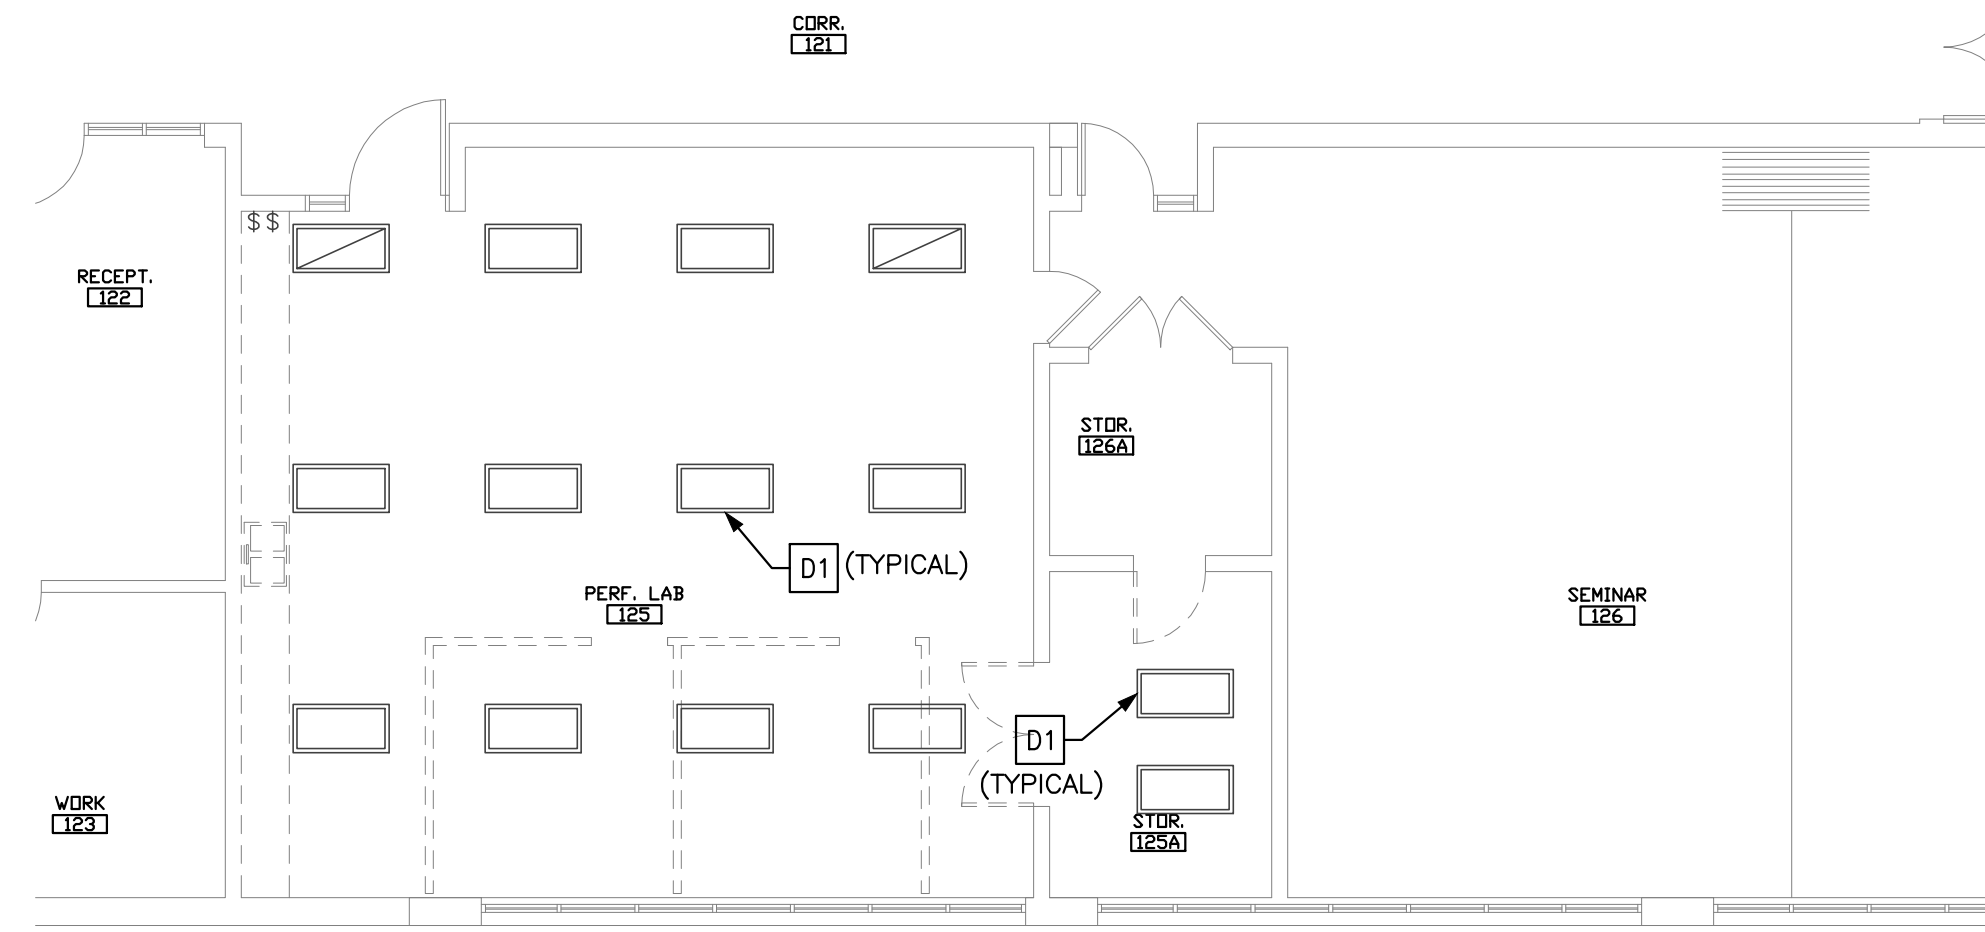 CORR.
121
$ $
RECEPT.
122
STOR.
126A
D1 (TYPICAL)
PERF. LAB
125
SEMINAR
126
D1
(TYPICAL)
WORK
123
STOR.
125A